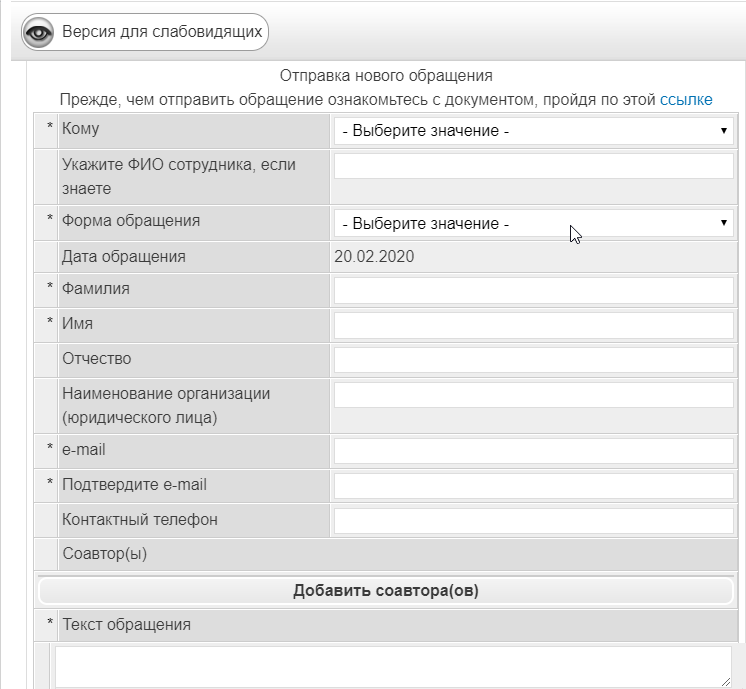 Версия для слабовидящих
Отправка нового обращения
Прежде, чем отправить обращение ознакомьтесь с документом, пройдя по этой ссылке
* Кому
- Выберите значение -
Укажите ФИО сотрудника, если
знаете
* Форма обращения
- Выберите значение -
Дата обращения
20.02.2020
* Фамилия
* Имя
Отчество
Наименование организации
(юридического лица)
* e-mail
* Подтвердите e-mail
Контактный телефон
Соавтор(ы)
Добавить соавтора(ов)
* Текст обращения